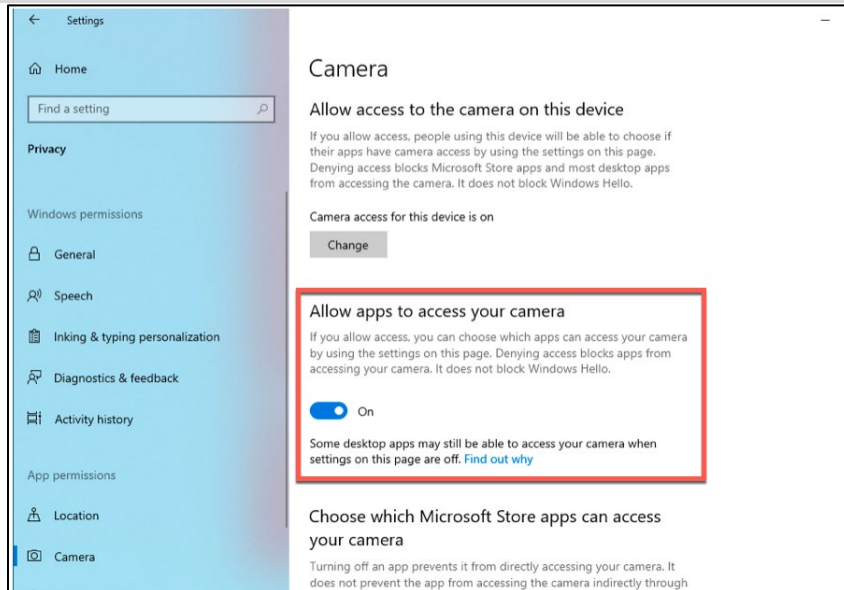 Settings
Home
Find a setting
Privacy
Windows permissions
General
Speech
Inking & typing personalization
Diagnostics & feedback
Activity history
App permissions
Location
Camera
Camera
Allow access to the camera on this device
If you allow access, people using this device will be able to choose if
their apps have camera access by using the settings on this page.
Denying access blocks Microsoft Store apps and most desktop apps
from accessing the camera. It does not block Windows Hello.
Camera access for this device is on
Change
Allow apps to access your camera
If you allow access, you can choose which apps can access your camera
by using the settings on this page. Denying access blocks apps from
accessing your camera. It does not block Windows Hello.
On
Some desktop apps may still be able to access your camera when
settings on this page are off. Find out why
Choose which Microsoft Store apps can access
your camera
Turning off an app prevents it from directly accessing your camera. It
does not prevent the app from accessing the camera indirectly through